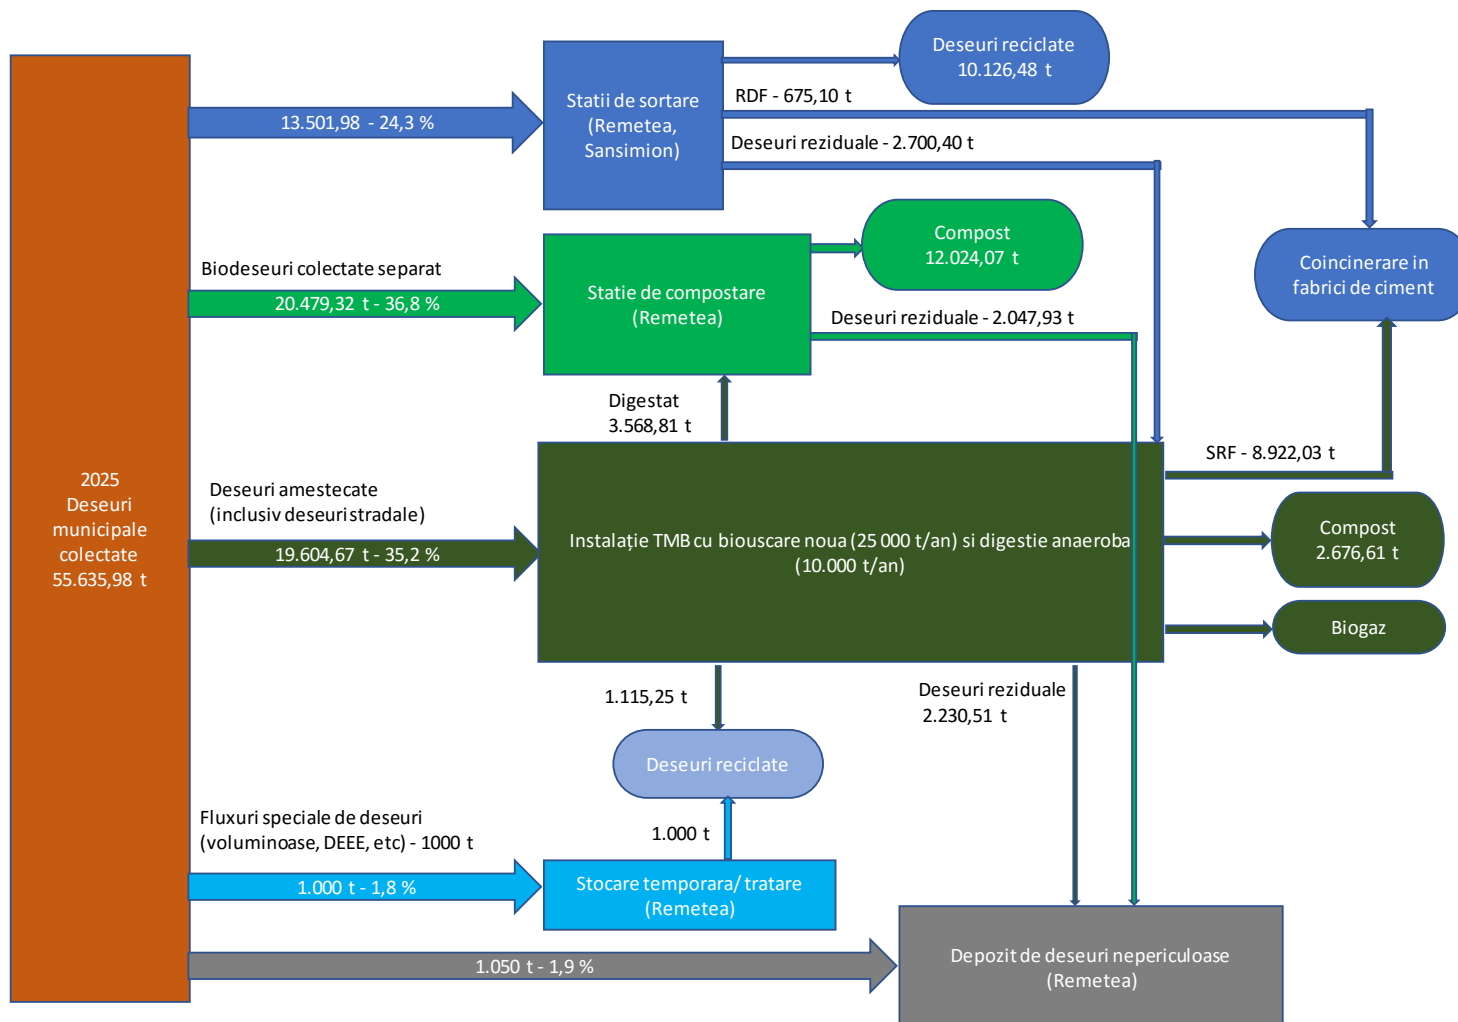 2025
Deseuri
municipale
colectate
55.635,98 t
13.501,98 - 24,3 %
Statii de sortare
(Remetea,
Sansimion)
Deseuri reciclate
10.126,48 t
RDF - 675,10 t
Deseuri reziduale - 2.700,40 t
Biodeseuri colectate separat
20.479,32 t - 36,8 %
Statie de compostare
(Remetea)
Compost
12.024,07 t
Deseuri reziduale - 2.047,93 t
Coincinerare in
fabrici de ciment
Digestat
3.568,81 t
Deseuri amestecate
(inclusiv deseuri stradale)
19.604,67 t - 35,2 %
Instalație TMB cu biouscare noua (25 000 t/an) si digestie anaeroba
(10.000 t/an)
SRF - 8.922,03 t
Compost
2.676,61 t
Biogaz
1.115,25 t
Deseuri reziduale
2.230,51 t
Deseuri reciclate
Fluxuri speciale de deseuri
(voluminoase, DEEE, etc) - 1000 t
1.000 t - 1,8 %
1.000 t
Stocare temporara/ tratare
(Remetea)
1.050 t - 1,9 %
Depozit de deseuri nepericuloase
(Remetea)